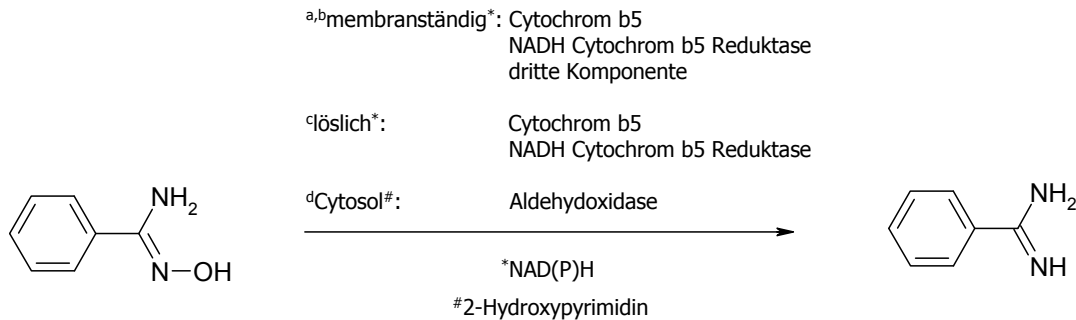 a,bmembranständig*: Cytochrom b5
NADH Cytochrom b5 Reduktase
dritte Komponente
clöslich*: Cytochrom b5
NADH Cytochrom b5 Reduktase
dCytosol#: Aldehydoxidase
NH2
N
OH
*NAD(P)H
#2-Hydroxypyrimidin
NH2
NH